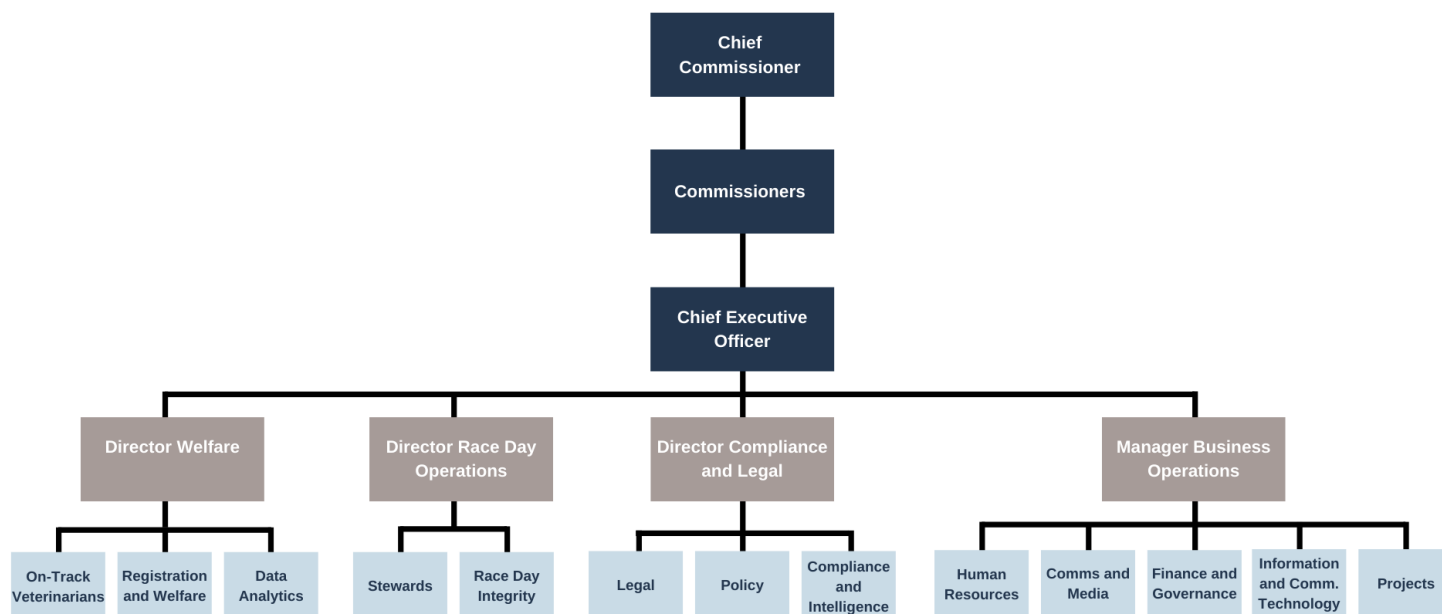 Chief
Commissioner
Commissioners
Chief Executive
Officer
Director Welfare
Director Race Day
Operations
Director Compliance
and Legal
Manager Business
Operations
On-Track
Veterinarians
Registration
and Welfare
Data
Analytics
Stewards
Race Day
Integrity
Legal
Policy
Compliance
and
Intelligence
Human
Resources
Comms and
Media
Finance and
Governance
Information
and Comm.
Technology
Projects